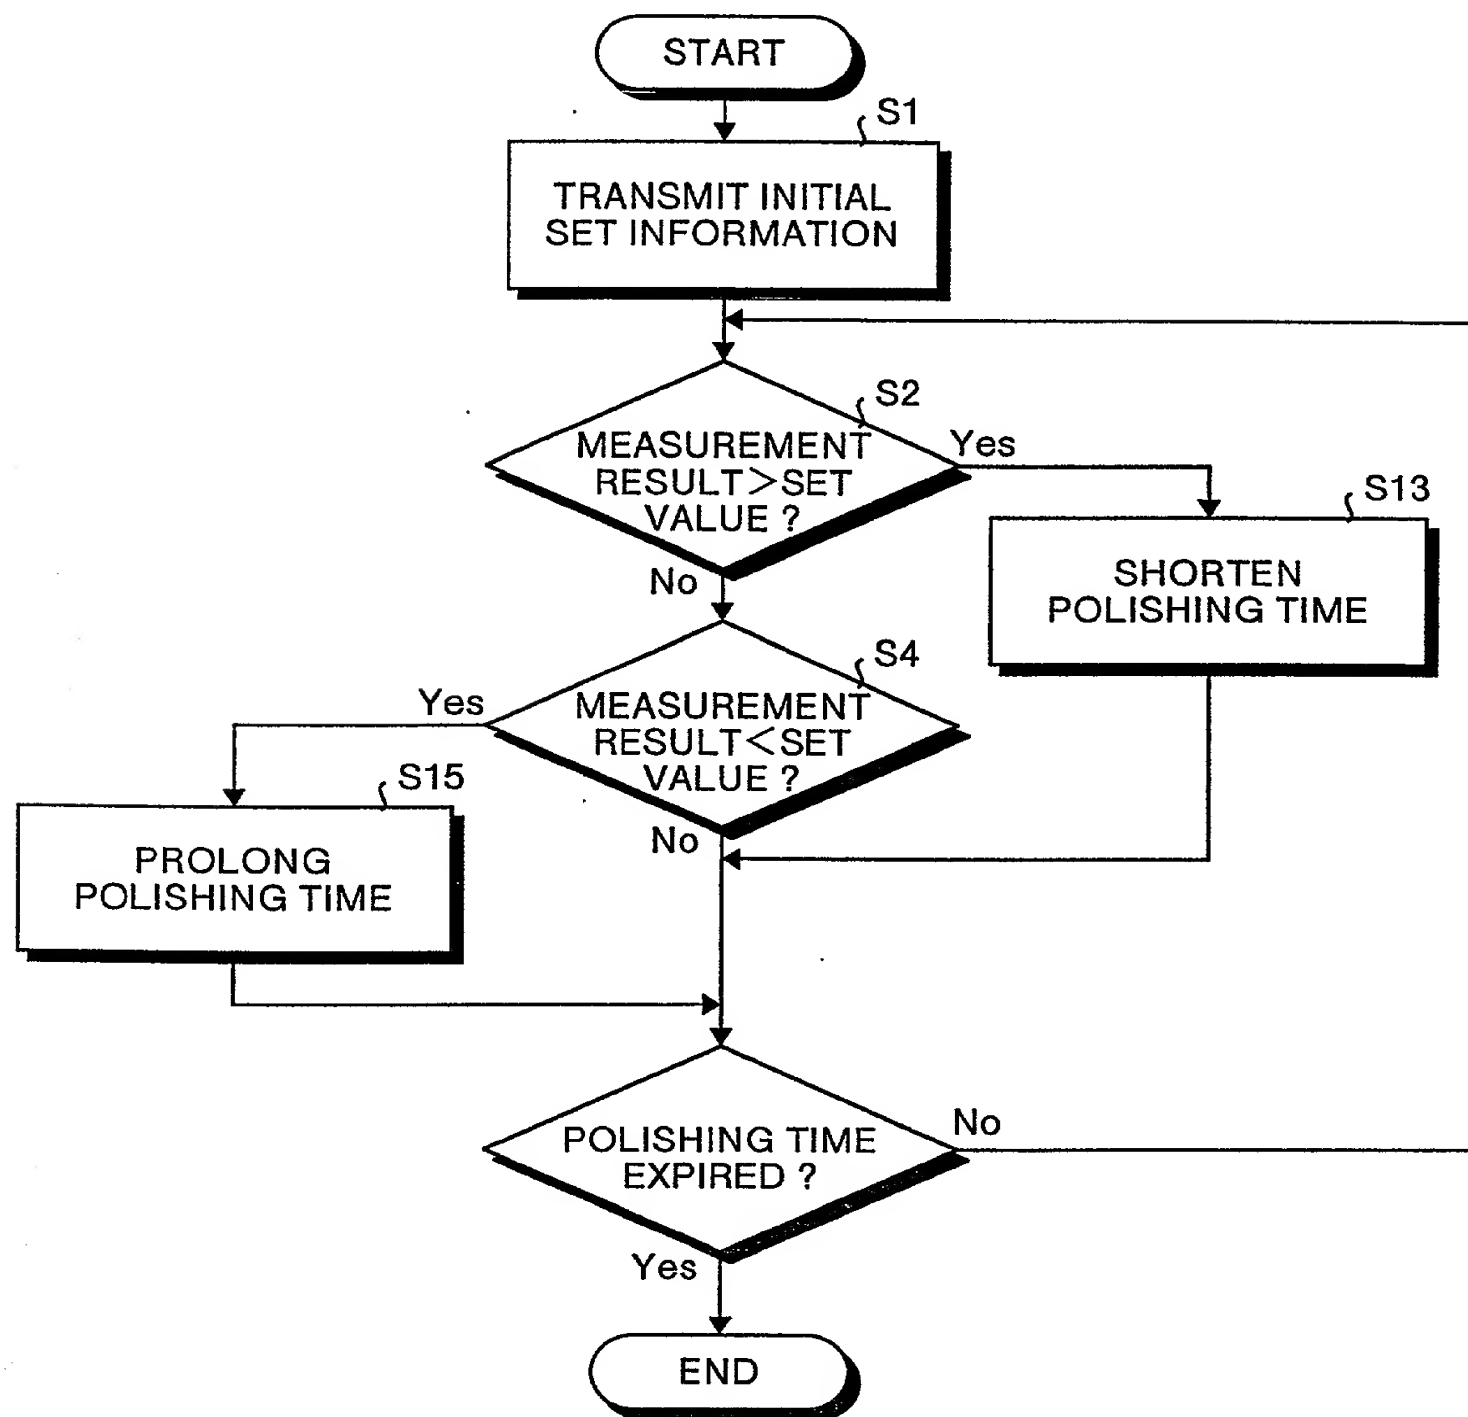 START
S1
TRANSMIT INITIAL
SET INFORMATION
S2
MEASUREMENT
RESULT>SET
VALUE ?
Yes
No
S13
SHORTEN
POLISHING TIME
S4
MEASUREMENT
RESULT<SET
VALUE ?
Yes
No
S15
PROLONG
POLISHING TIME
POLISHING TIME
EXPIRED ?
No
Yes
END